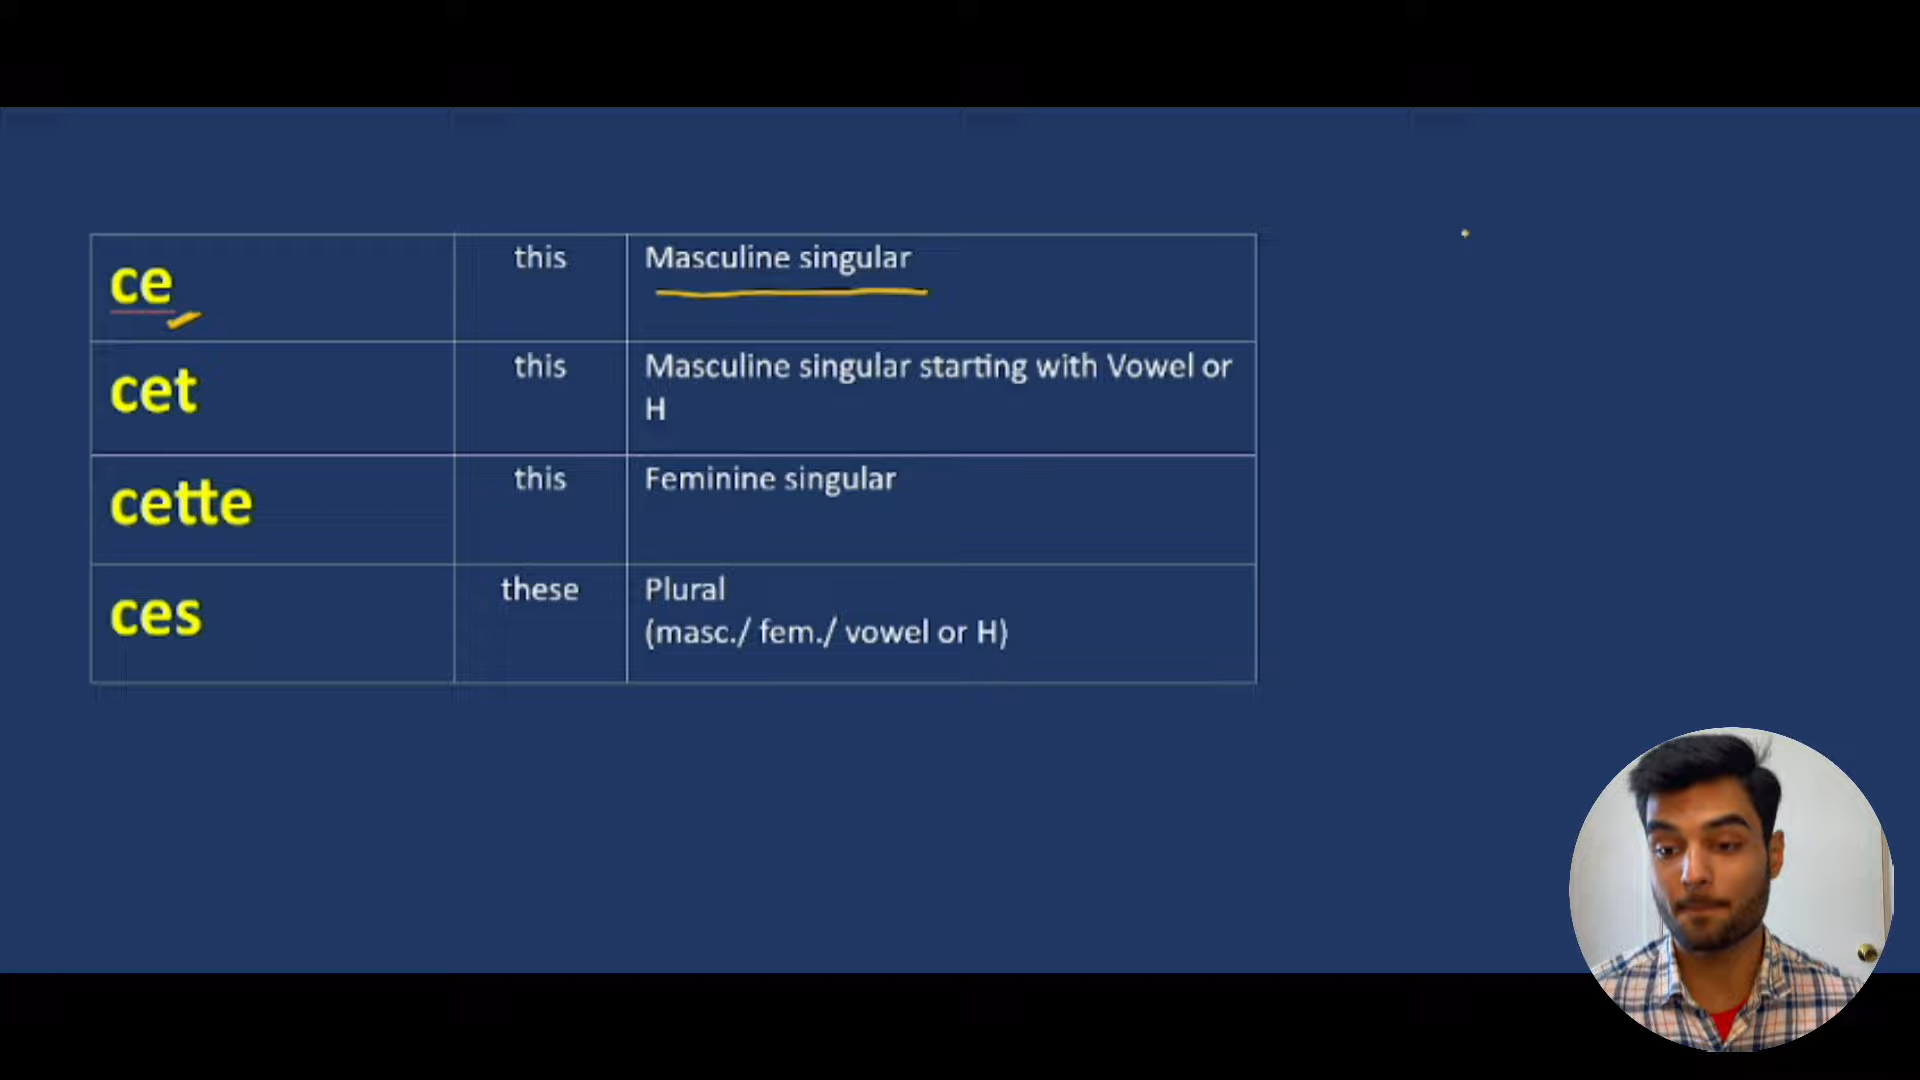 ce this Masculine singular
cet this Masculine singular starting with Vowel or
H
cette this Feminine singular
ces these Plural
(masc./ fem./ vowel or H)